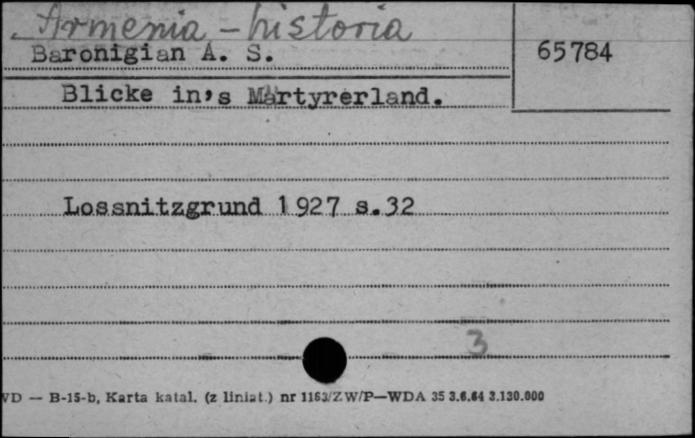 Armenia - historia
Baronigian A. S.
65784
Blicke in's Märtyrerland.
Lossnitzgrund 1927 s.32
3
VD — B-15-b, Karta katal. (z liniat.) nr 1163/ZW/P—WDA 35 3.6.64 3.130.000